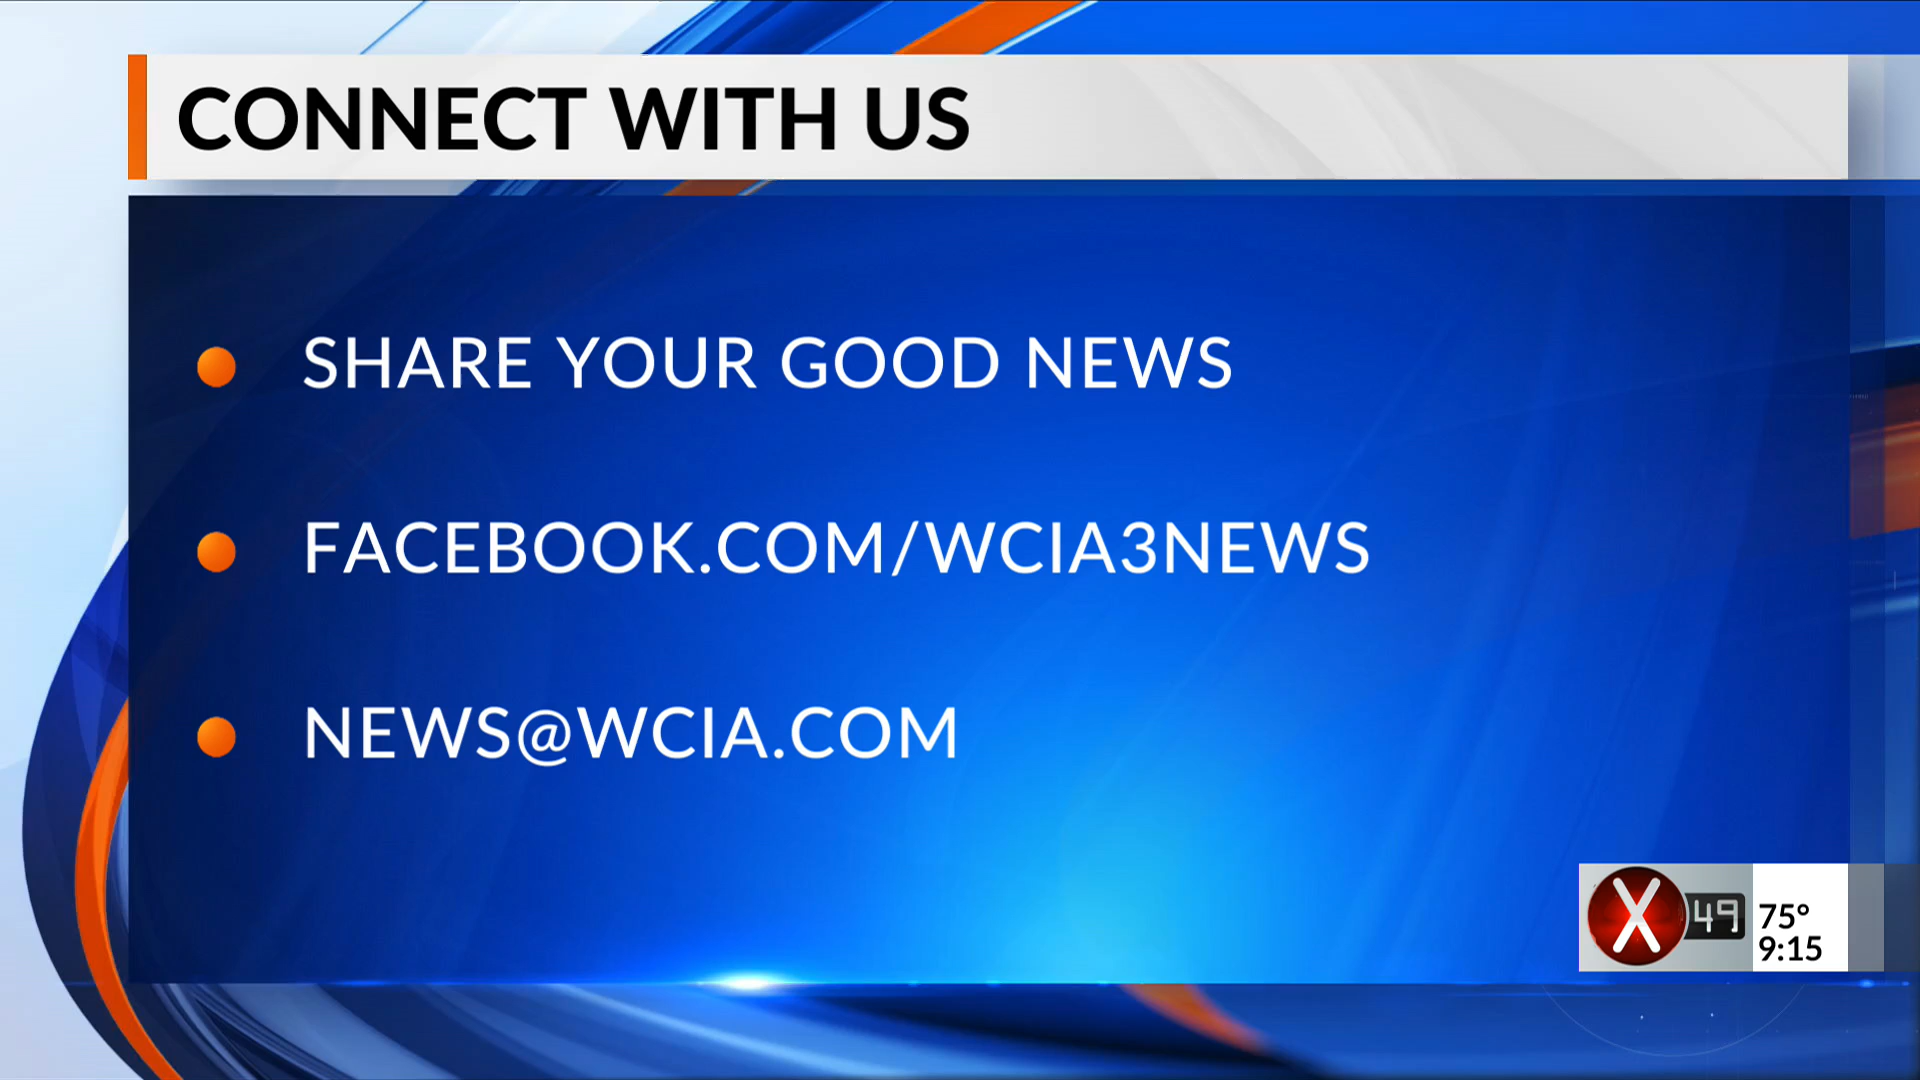 CONNECT WITH US
SHARE YOUR GOOD NEWS
FACEBOOK.COM/WCIA3NEWS
NEWS@WCIA.COM
X 49
75°
9:15